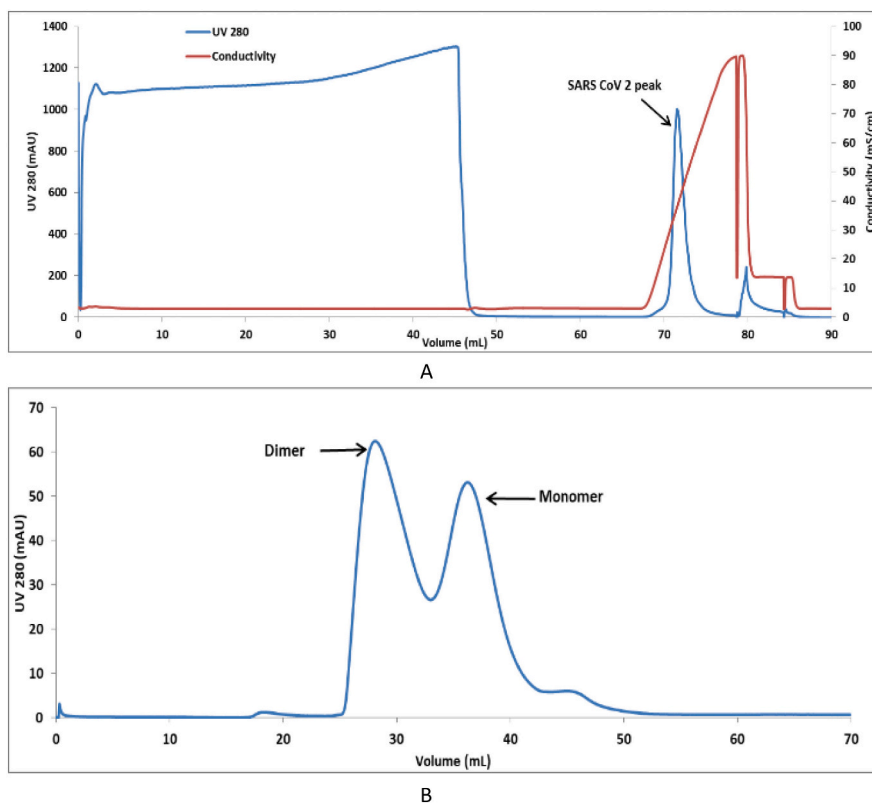 UV 280
Conductivity
SARS CoV 2 peak
UV 280 (mAU)
1400
1200
1000
800
600
400
200
0
100
90
80
70
60
50
40
30
20
10
0
Conductivity (mS/cm)
0 10 20 30 40 50 60 70 80 90
Volume (mL)
A
UV 280 (mAU)
70
60
50
40
30
20
10
0
Dimer
Monomer
0 10 20 30 40 50 60 70
Volume (mL)
B